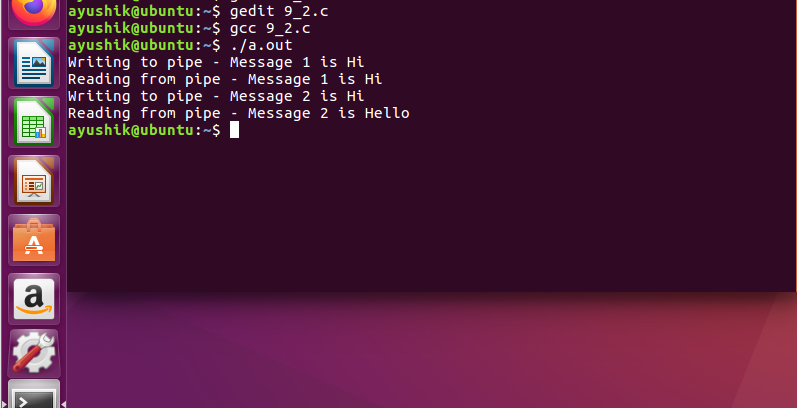 ayushik@ubuntu:~$ gedit 9_2.c
ayushik@ubuntu:~$ gcc 9_2.c
ayushik@ubuntu:~$ ./a.out
Writing to pipe - Message 1 is Hi
Reading from pipe - Message 1 is Hi
Writing to pipe - Message 2 is Hi
Reading from pipe - Message 2 is Hello
ayushik@ubuntu:~$